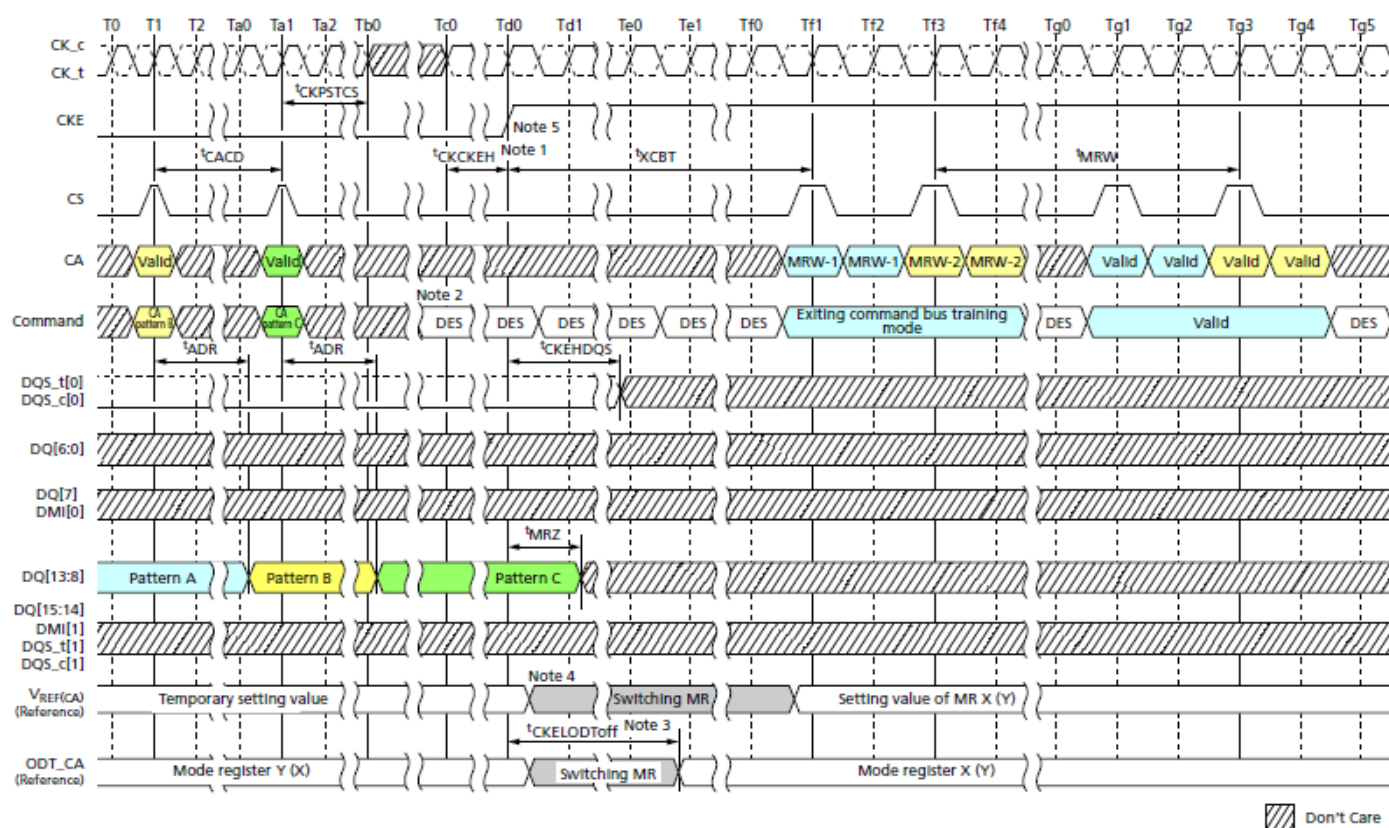 T0 T1 T2 Ta0 Ta1 Ta2 Tb0 Tc0 Td0 Td1 Te0 Te1 Tf0 Tf1 Tf2 Tf3 Tf4 Tg0 Tg1 Tg2 Tg3 Tg4 Tg5
CK_c
CK_t
tCKPSTCS
CKE
Note 5
tCACD tCKCKEH Note 1 tXCBT tMRW
CS
CA Valid Valid MRW-1 MRW-1 MRW-2 MRW-2 Valid Valid Valid Valid
Note 2
Command CA pattern B CA pattern C DES DES DES DES DES DES Exiting command bus training mode DES Valid DES
tADR tADR tCKEHDQS
DQS_t[0]
DQS_c[0]
DQ[6:0]
DQ[7]
DMI[0]
tMRZ
DQ[13:8] Pattern A Pattern B Pattern C
DQ[15:14]
DMI[1]
DQS_t[1]
DQS_c[1]
Note 4
VREF(CA) Temporary setting value Switching MR Setting value of MR X (Y)
(Reference)
tCKELODToff Note 3
ODT_CA Mode register Y (X) Switching MR Mode register X (Y)
(Reference)
Don't Care